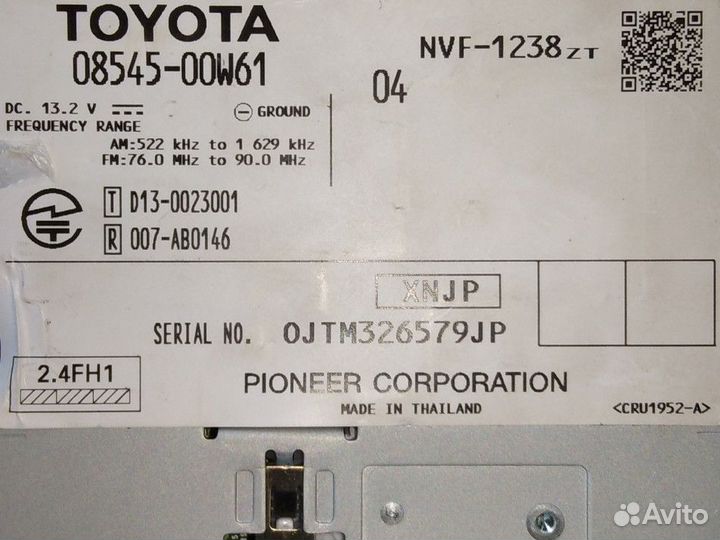 TOYOTA
08545-00W61
NVF-1238ZT
04
DC. 13.2 V
GROUND
FREQUENCY RANGE
AM:522 kHz to 1 629 kHz
FM:76.0 MHz to 90.0 MHz
T D13-0023001
R 007-AB0146
XNJP
SERIAL NO. OJTM326579JP
2.4FH1
PIONEER CORPORATION
MADE IN THAILAND
<CRU1952-A>
Avito